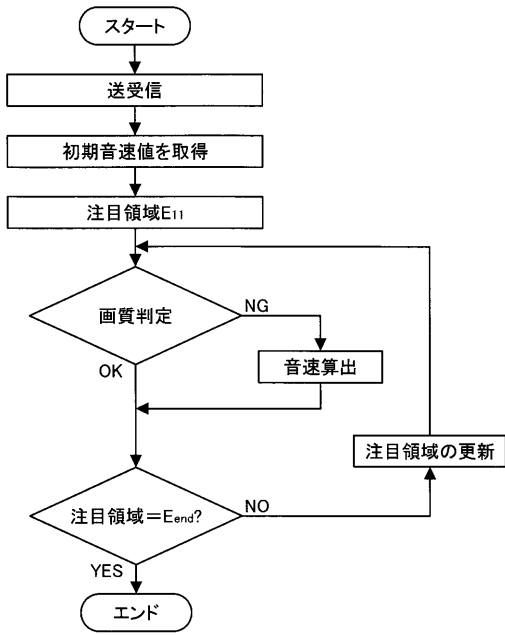 スタート
送受信
初期音速値を取得
注目領域E11
画質判定
NG
音速算出
OK
注目領域の更新
注目領域＝Eend?
NO
YES
エンド